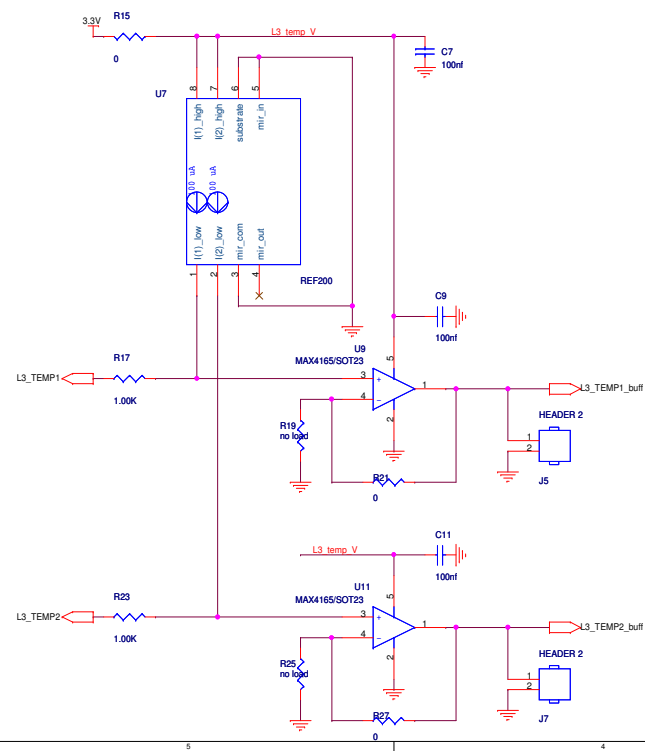 R15
3.3V
L3_temp_V
0
C7
100nf
U7
8
7
6
5
I(1)_high
I(2)_high
substrate
mir_in
00 uA
00 uA
I(1)_low
I(2)_low
mir_com
mir_out
1
2
3
4
REF200
C9
100nf
U9
MAX4165/SOT23
R17
L3_TEMP1
1.00K
5
3
+
4
-
1
2
L3_TEMP1_buff
R19
no load
HEADER 2
1
2
J5
R21
0
C11
100nf
L3_temp_V
U11
MAX4165/SOT23
R23
L3_TEMP2
1.00K
5
3
+
4
-
1
2
L3_TEMP2_buff
R25
no load
HEADER 2
1
2
J7
R27
0
5
4